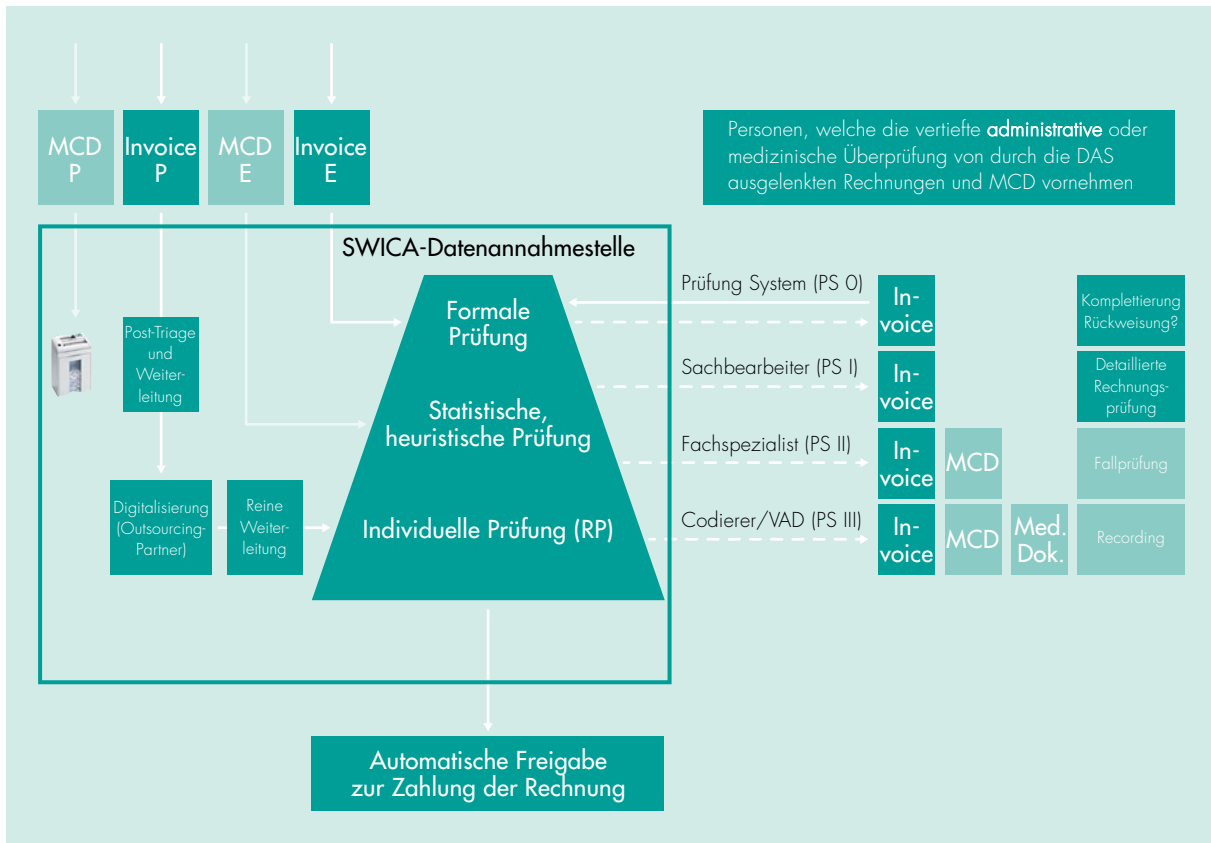 MCD
P
Invoice
P
MCD
E
Invoice
E
Personen, welche die vertiefte administrative oder
medizinische Überprüfung von durch die DAS
ausgelenkten Rechnungen und MCD vornehmen
SWICA-Datenannahmestelle
Formale
Prüfung
Statistische,
heuristische Prüfung
Individuelle Prüfung (RP)
Post-Triage
und
Weiter-
leitung
Digitalisierung
(Outsourcing-
Partner)
Reine
Weiter-
leitung
Prüfung System (PS 0)
In-
voice
Komplettierung
Rückweisung?
Sachbearbeiter (PS I)
In-
voice
Detaillierte
Rechnungs-
prüfung
Fachspezialist (PS II)
In-
voice
MCD
Fallprüfung
Codierer/VAD (PS III)
In-
voice
MCD
Med.
Dok.
Recording
Automatische Freigabe
zur Zahlung der Rechnung